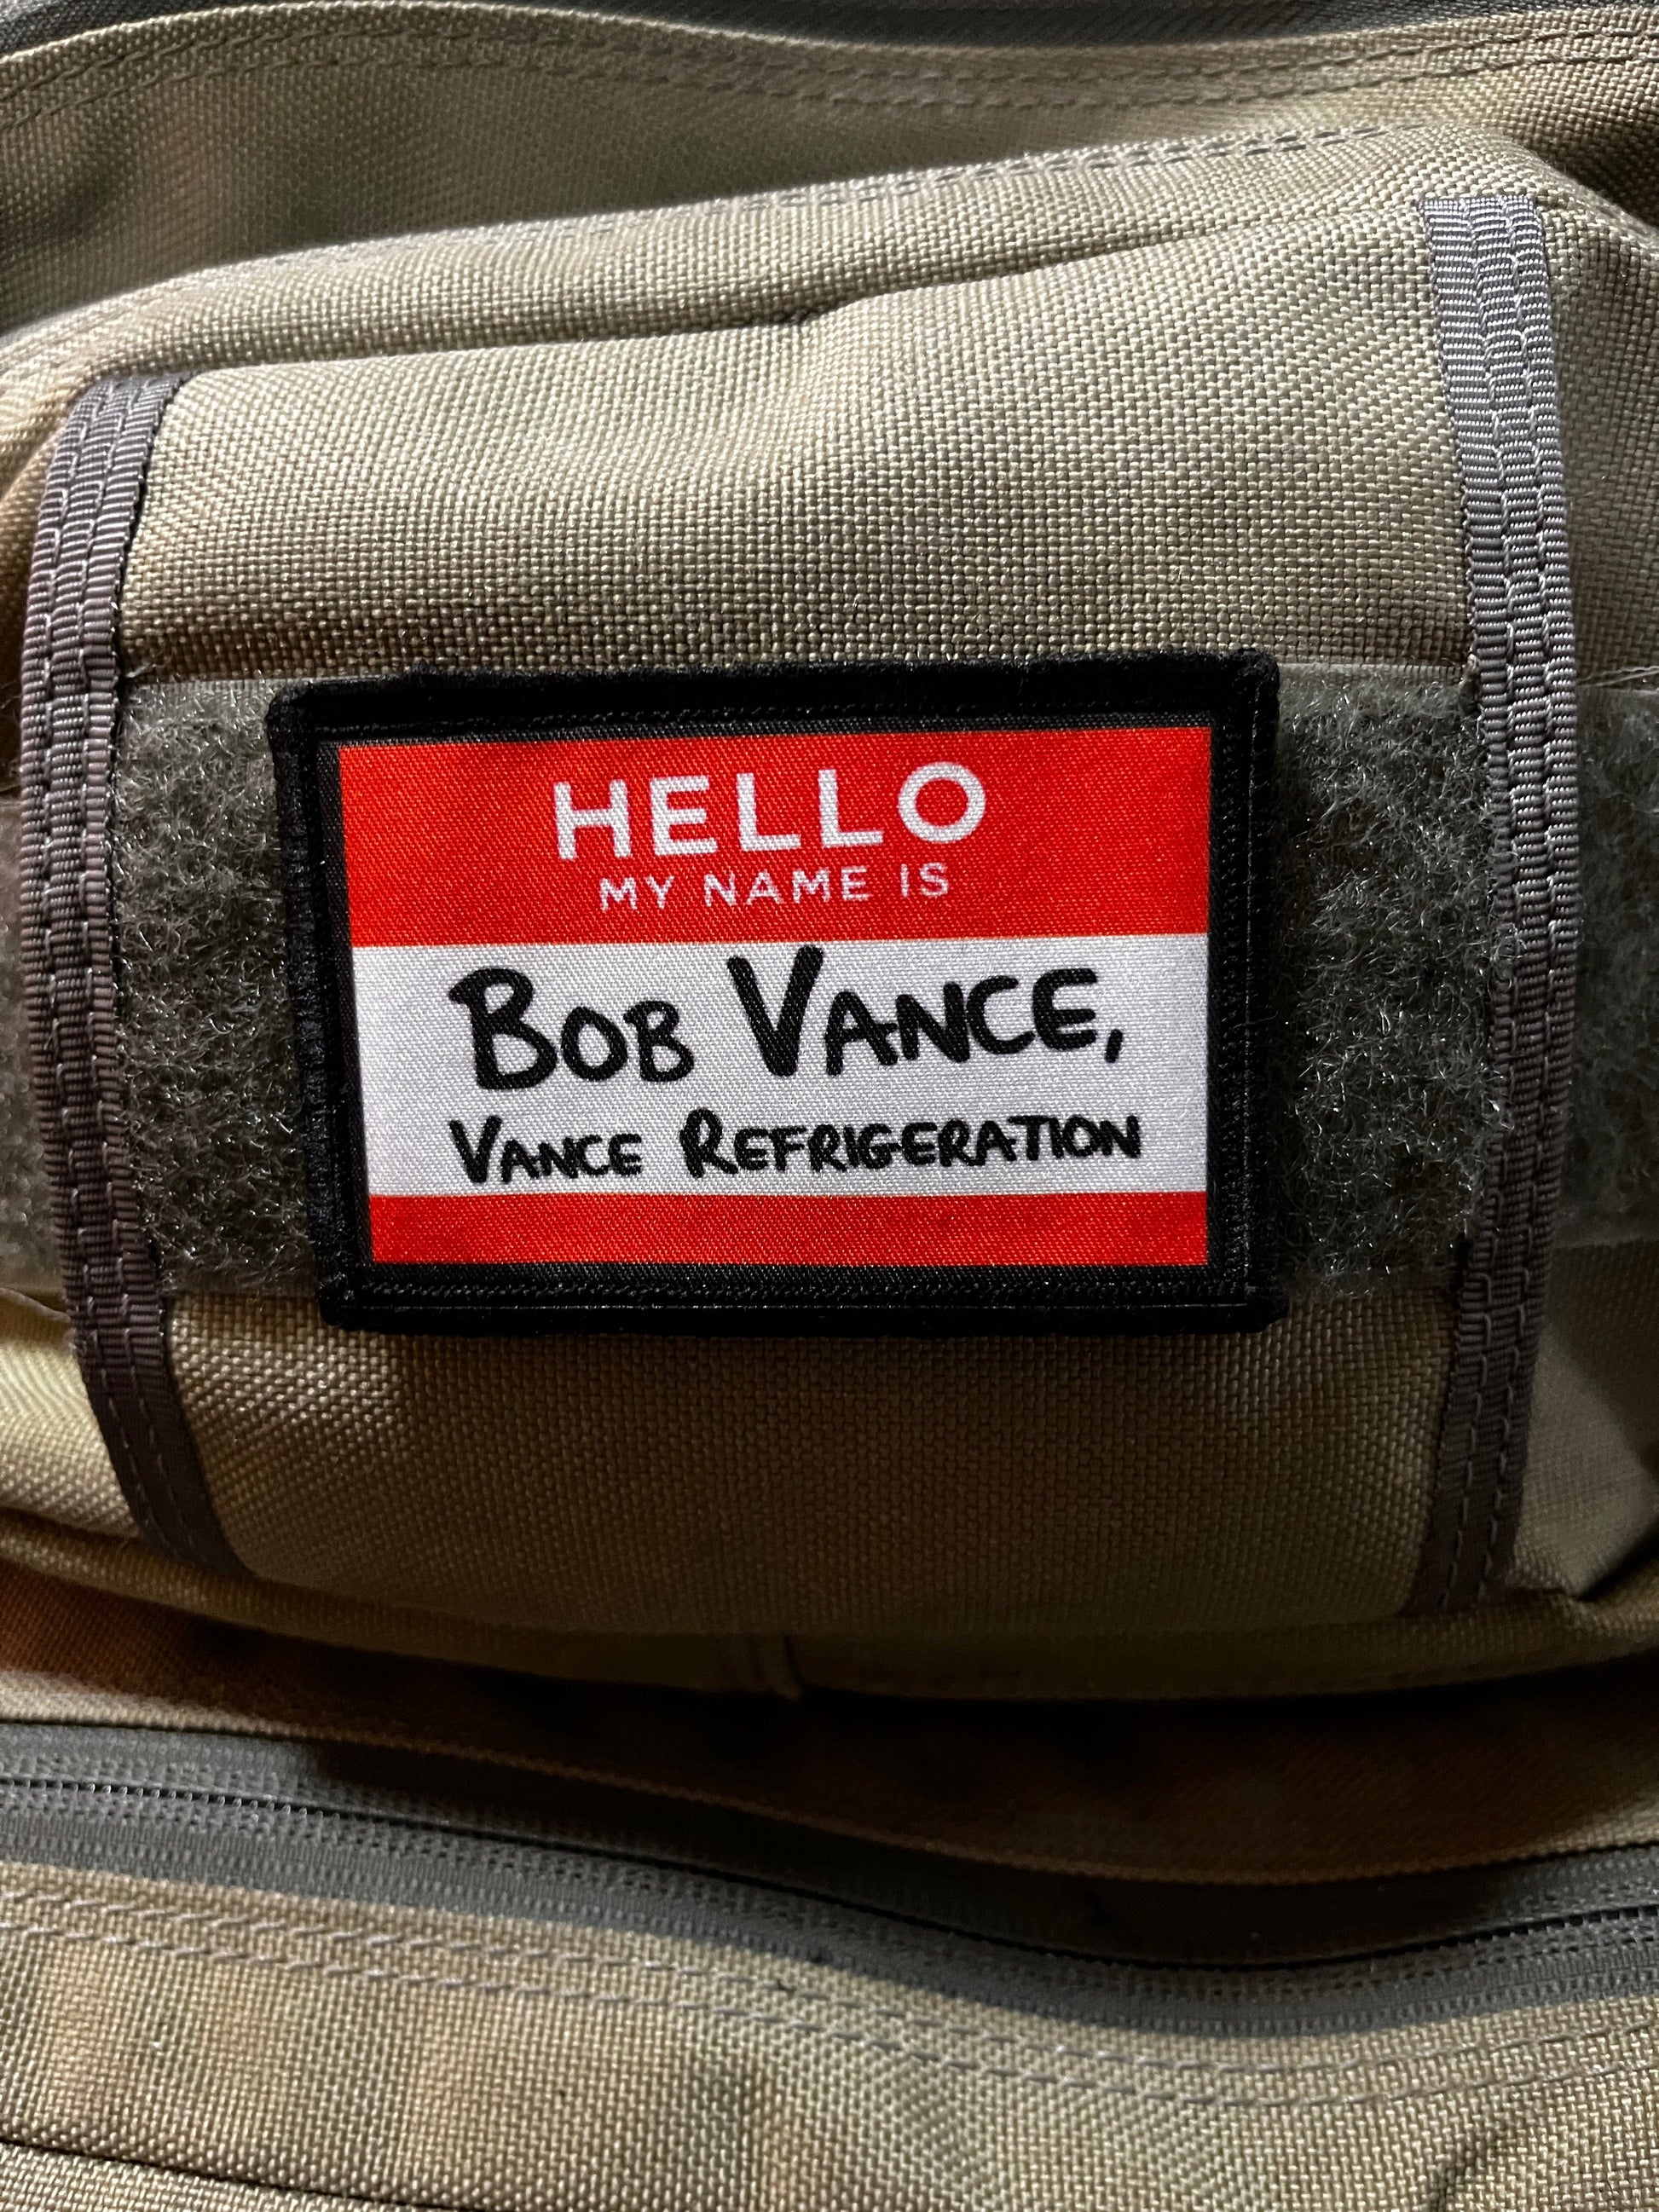 HELLO
MY NAME IS
BOB VANCE,
VANCE REFRIGERATION